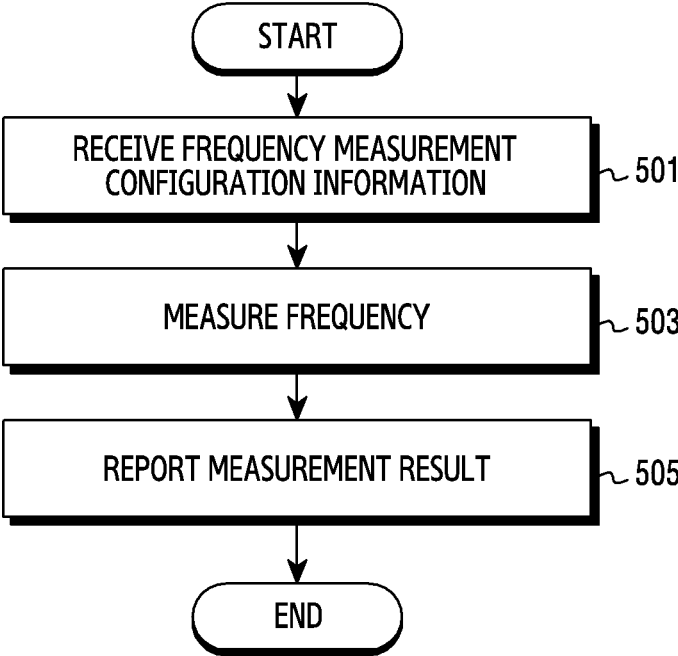 START
RECEIVE FREQUENCY MEASUREMENT
CONFIGURATION INFORMATION
501
MEASURE FREQUENCY
503
REPORT MEASUREMENT RESULT
505
END